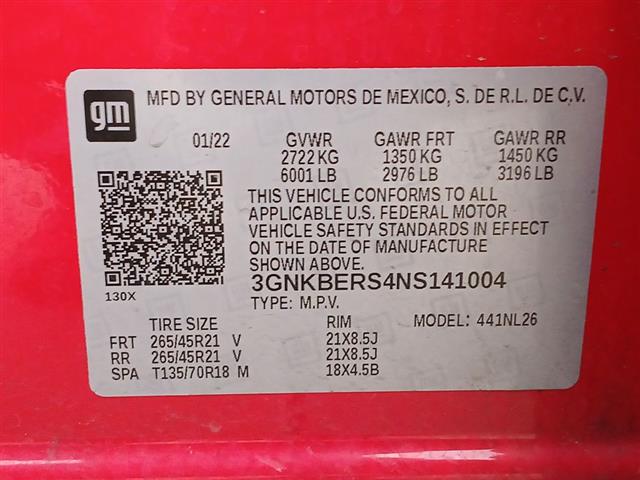 gm
MFD BY GENERAL MOTORS DE MEXICO, S. DE R.L. DE C.V.
01/22 GVWR GAWR FRT GAWR RR
2722 KG 1350 KG 1450 KG
6001 LB 2976 LB 3196 LB
THIS VEHICLE CONFORMS TO ALL
APPLICABLE U.S. FEDERAL MOTOR
VEHICLE SAFETY STANDARDS IN EFFECT
ON THE DATE OF MANUFACTURE
SHOWN ABOVE.
3GNKBERS4NS141004
130X
TYPE: M.P.V.
TIRE SIZE RIM MODEL: 441NL26
FRT 265/45R21 V 21X8.5J
RR 265/45R21 V 21X8.5J
SPA T135/70R18 M 18X4.5B